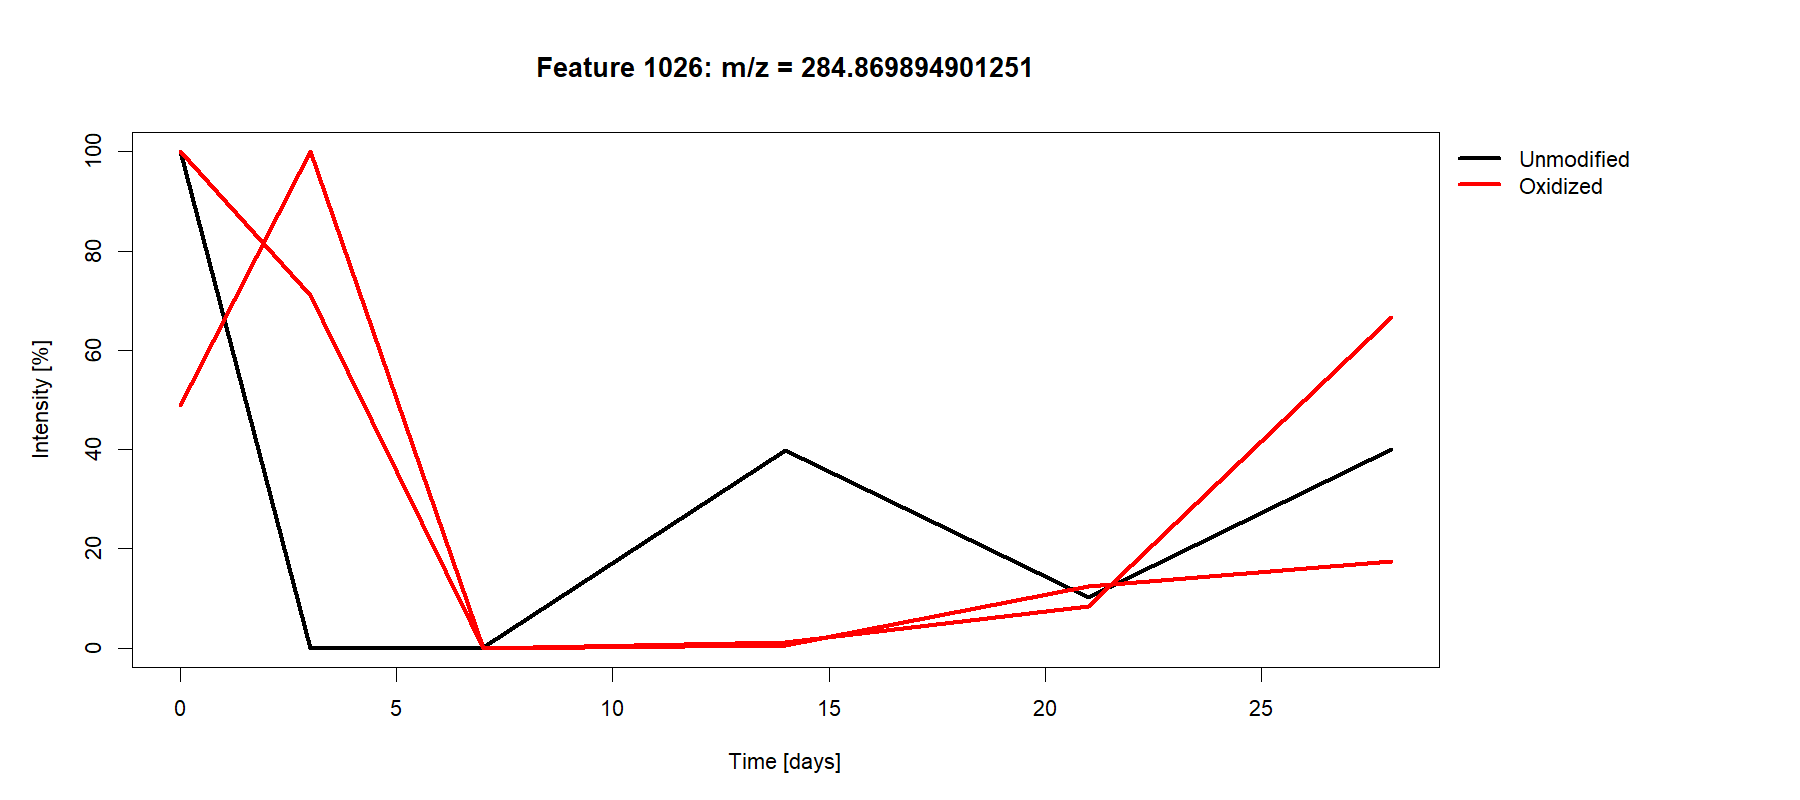 Feature 1026: m/z = 284.869894901251
Unmodified
Oxidized
Intensity [%]
100
80
60
40
20
0
0 5 10 15 20 25
Time [days]